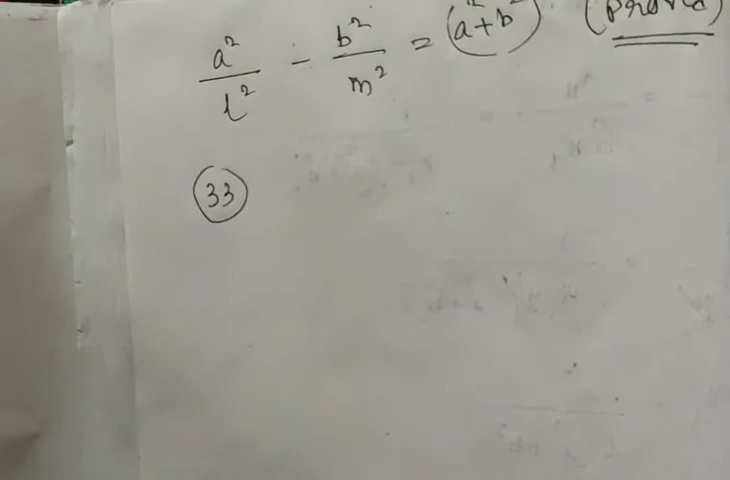 a²/l² - b²/m² = (a²+b²) (Proved)
33